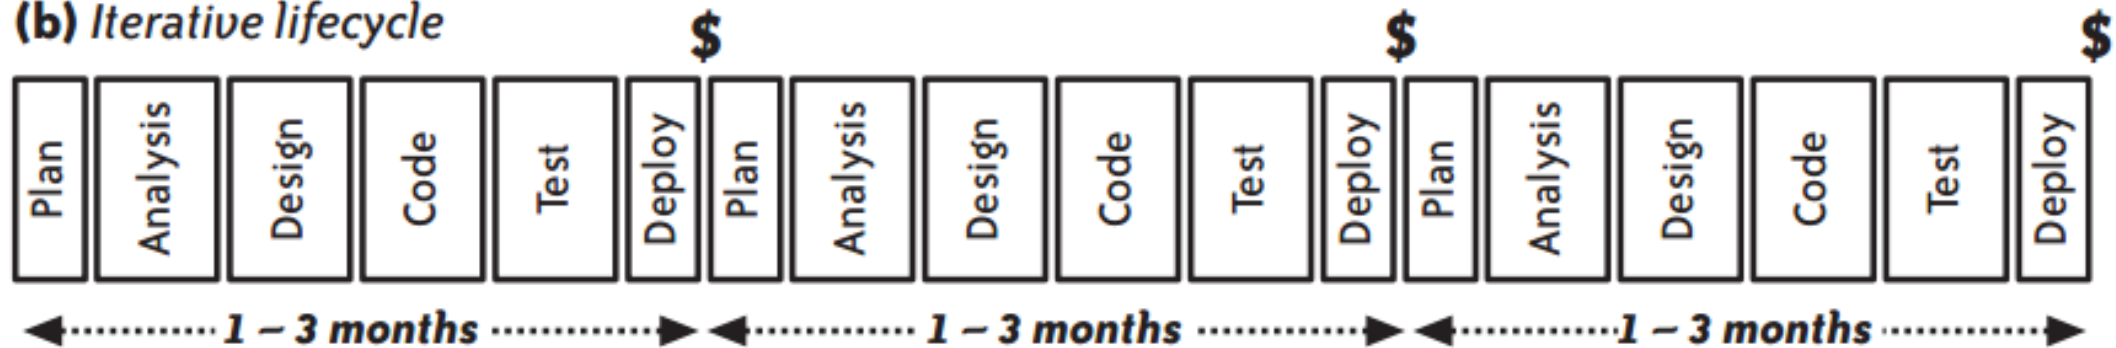 (b) Iterative lifecycle
$ $ $
Plan Analysis Design Code Test Deploy Plan Analysis Design Code Test Deploy Plan Analysis Design Code Test Deploy
1 – 3 months 1 – 3 months 1 – 3 months